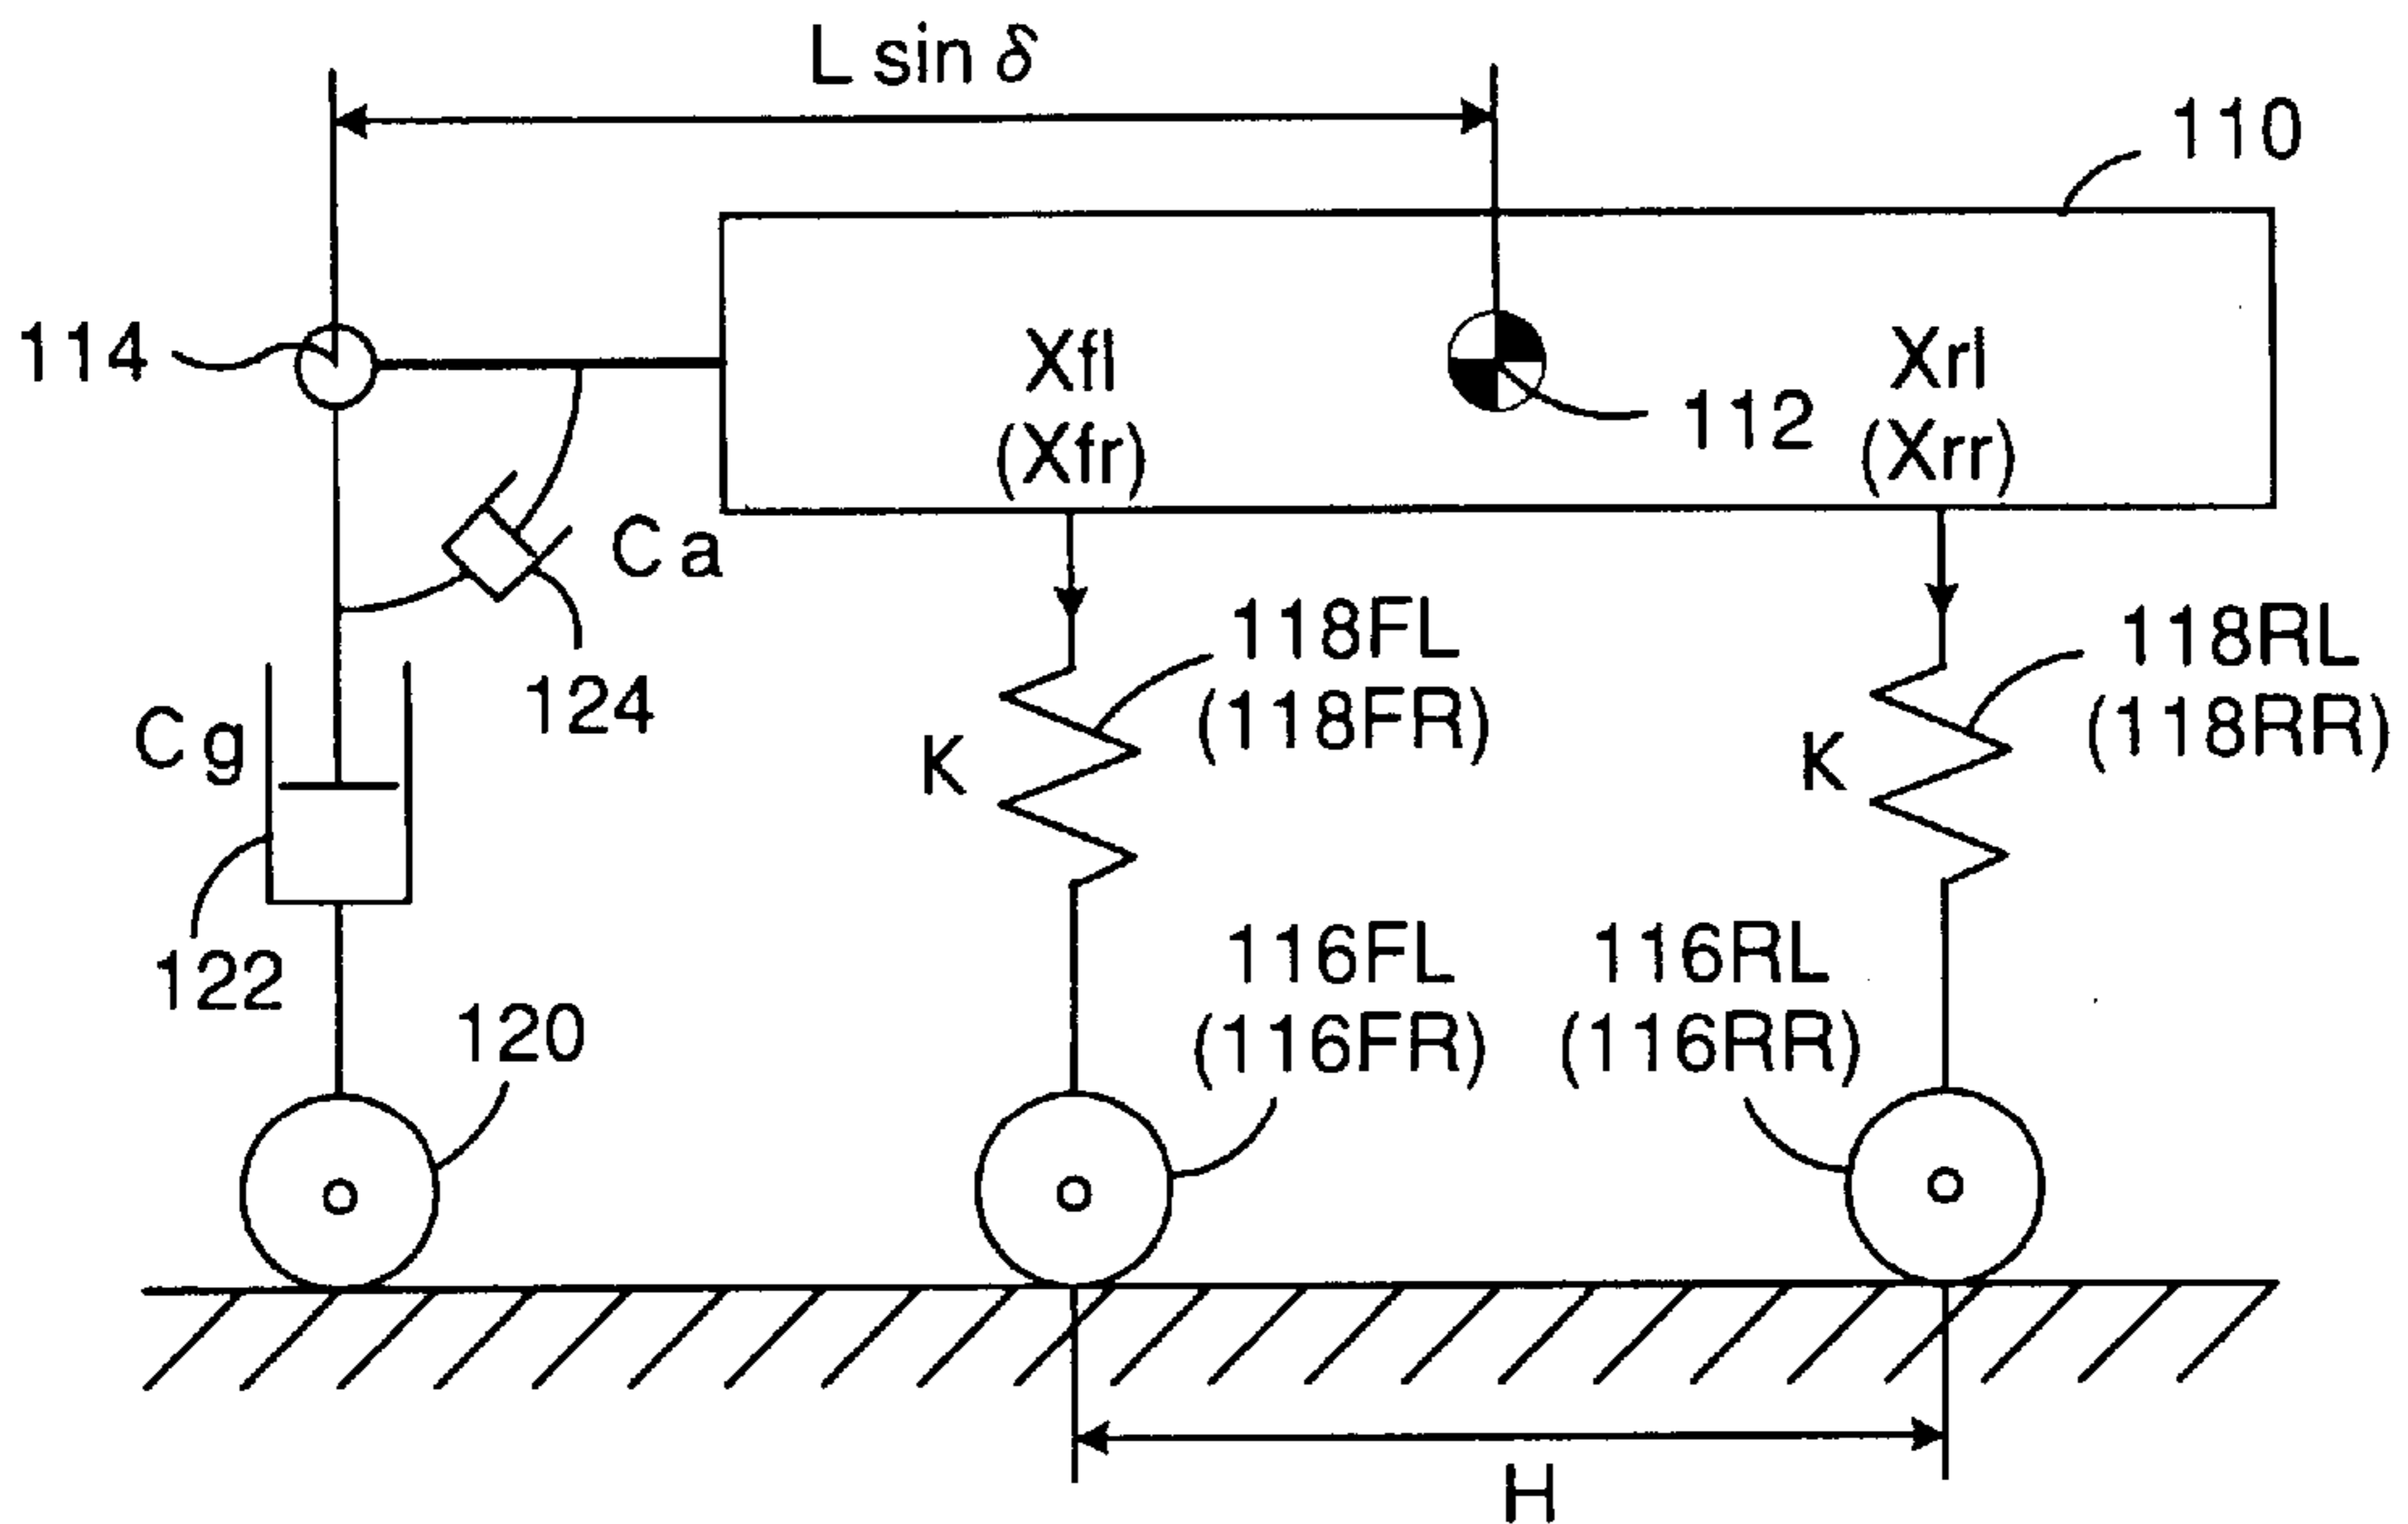 L sin δ
110
114
Xfl
(Xfr)
112
Xrl
(Xrr)
Ca
124
118FL
(118FR)
118RL
(118RR)
Cg
K
K
122
120
116FL
(116FR)
116RL
(116RR)
H